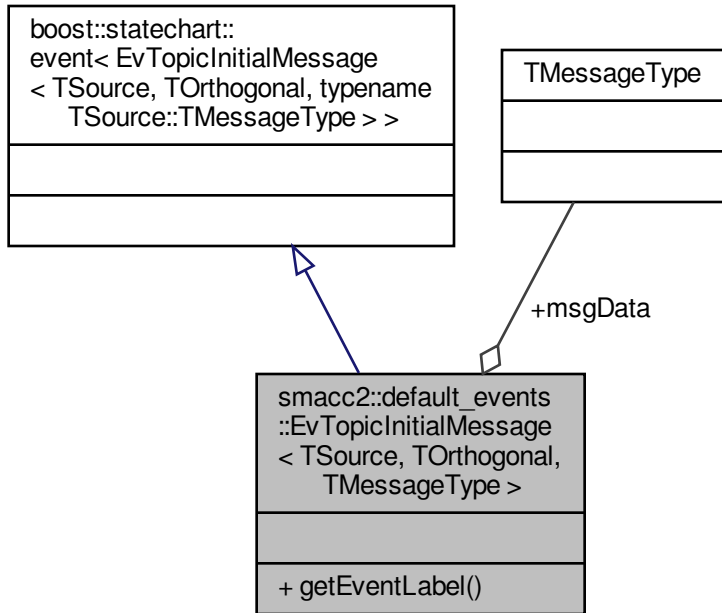 boost::statechart::
event< EvTopicInitialMessage
< TSource, TOrthogonal, typename
TSource::TMessageType > >
TMessageType
+msgData
smacc2::default_events
::EvTopicInitialMessage
< TSource, TOrthogonal,
TMessageType >
+ getEventLabel()